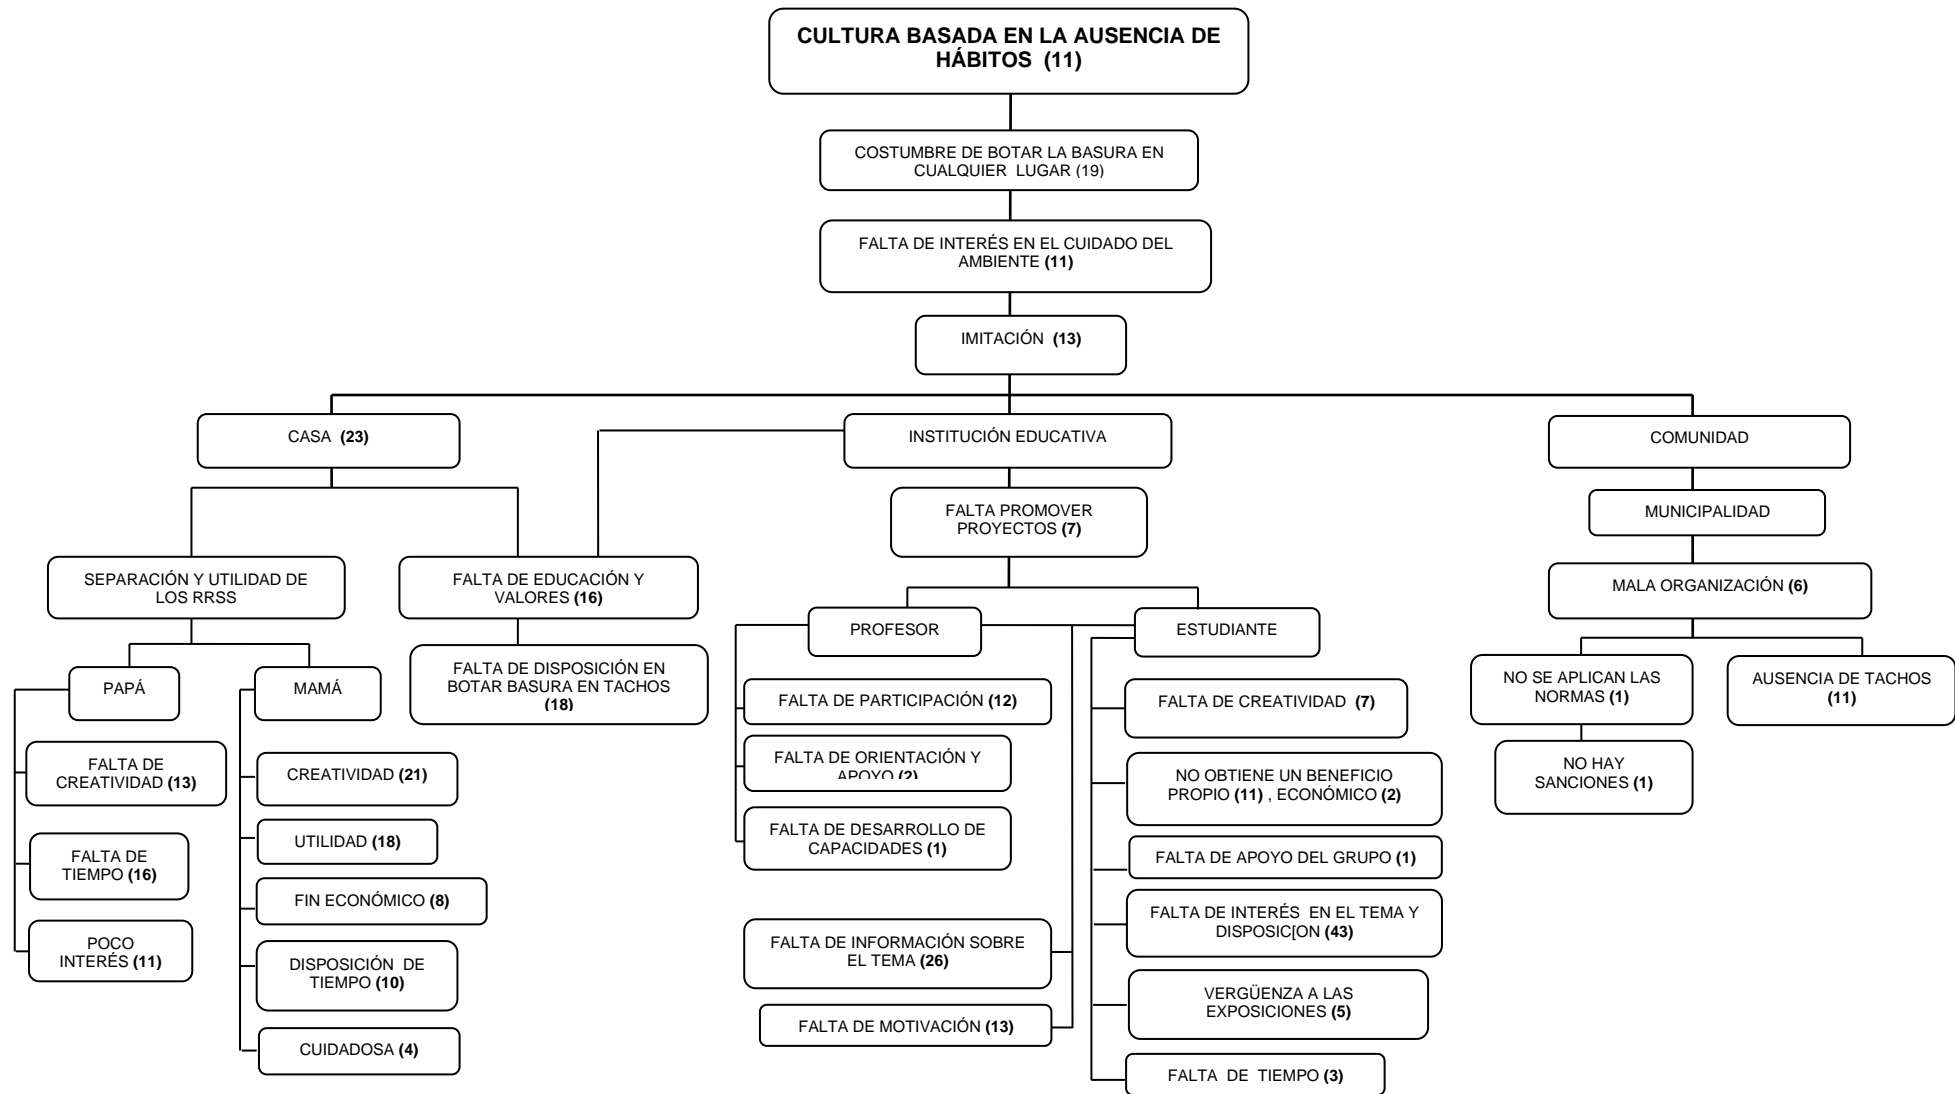 CULTURA BASADA EN LA AUSENCIA DE
HÁBITOS (11)
COSTUMBRE DE BOTAR LA BASURA EN
CUALQUIER LUGAR (19)
FALTA DE INTERÉS EN EL CUIDADO DEL
AMBIENTE (11)
IMITACIÓN (13)
CASA (23)
INSTITUCIÓN EDUCATIVA
COMUNIDAD
SEPARACIÓN Y UTILIDAD DE
LOS RRSS
FALTA DE EDUCACIÓN Y
VALORES (16)
FALTA DE DISPOSICIÓN EN
BOTAR BASURA EN TACHOS
(18)
PAPÁ
FALTA DE
CREATIVIDAD (13)
FALTA DE
TIEMPO (16)
POCO
INTERÉS (11)
MAMÁ
CREATIVIDAD (21)
UTILIDAD (18)
FIN ECONÓMICO (8)
DISPOSICIÓN DE
TIEMPO (10)
CUIDADOSA (4)
FALTA PROMOVER
PROYECTOS (7)
PROFESOR
FALTA DE PARTICIPACIÓN (12)
FALTA DE ORIENTACIÓN Y
APOYO (2)
FALTA DE DESARROLLO DE
CAPACIDADES (1)
FALTA DE INFORMACIÓN SOBRE
EL TEMA (26)
FALTA DE MOTIVACIÓN (13)
ESTUDIANTE
FALTA DE CREATIVIDAD (7)
NO OBTIENE UN BENEFICIO
PROPIO (11) , ECONÓMICO (2)
FALTA DE APOYO DEL GRUPO (1)
FALTA DE INTERÉS EN EL TEMA Y
DISPOSIC[ON (43)
VERGÜENZA A LAS
EXPOSICIONES (5)
FALTA DE TIEMPO (3)
MUNICIPALIDAD
MALA ORGANIZACIÓN (6)
NO SE APLICAN LAS
NORMAS (1)
NO HAY
SANCIONES (1)
AUSENCIA DE TACHOS
(11)